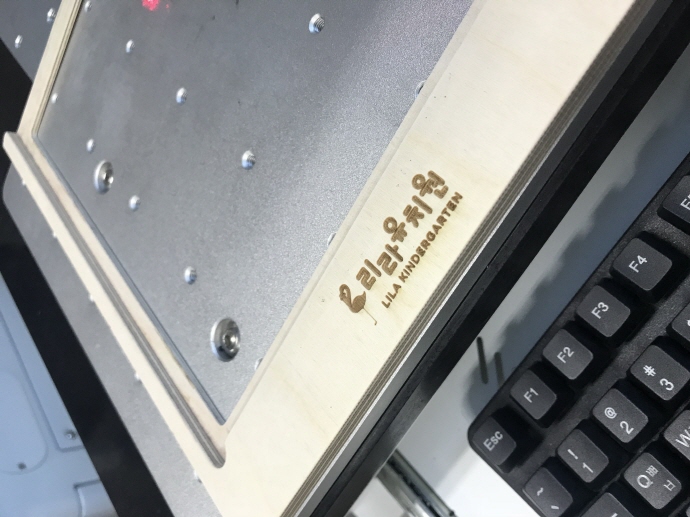 리라유치원
LILA KINDERGARTEN
Esc
F1
F2
F3
F4
~
!
1
@
2
#
3
Q ㅃ
ㅂ
W